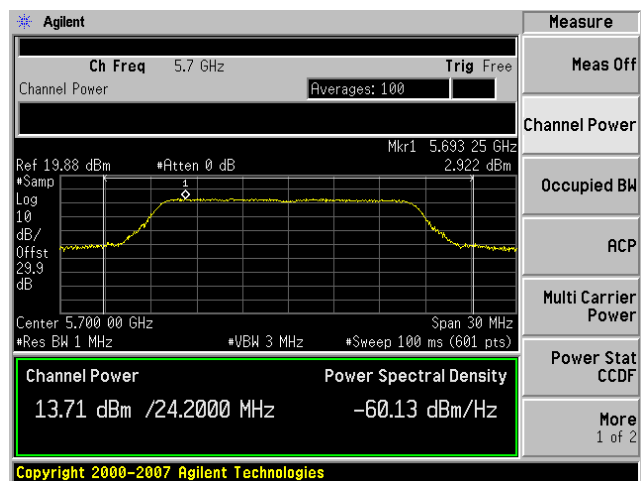 Agilent
Measure
Ch Freq 5.7 GHz Trig Free
Channel Power Averages: 100
Mkr1 5.693 25 GHz
Ref 19.88 dBm #Atten 0 dB 2.922 dBm
#Samp
Log
10
dB/
Offst
29.9
dB
1
Center 5.700 00 GHz Span 30 MHz
#Res BW 1 MHz #VBW 3 MHz #Sweep 100 ms (601 pts)
Channel Power Power Spectral Density
13.71 dBm /24.2000 MHz -60.13 dBm/Hz
Copyright 2000-2007 Agilent Technologies
Meas Off
Channel Power
Occupied BW
ACP
Multi Carrier
Power
Power Stat
CCDF
More
1 of 2